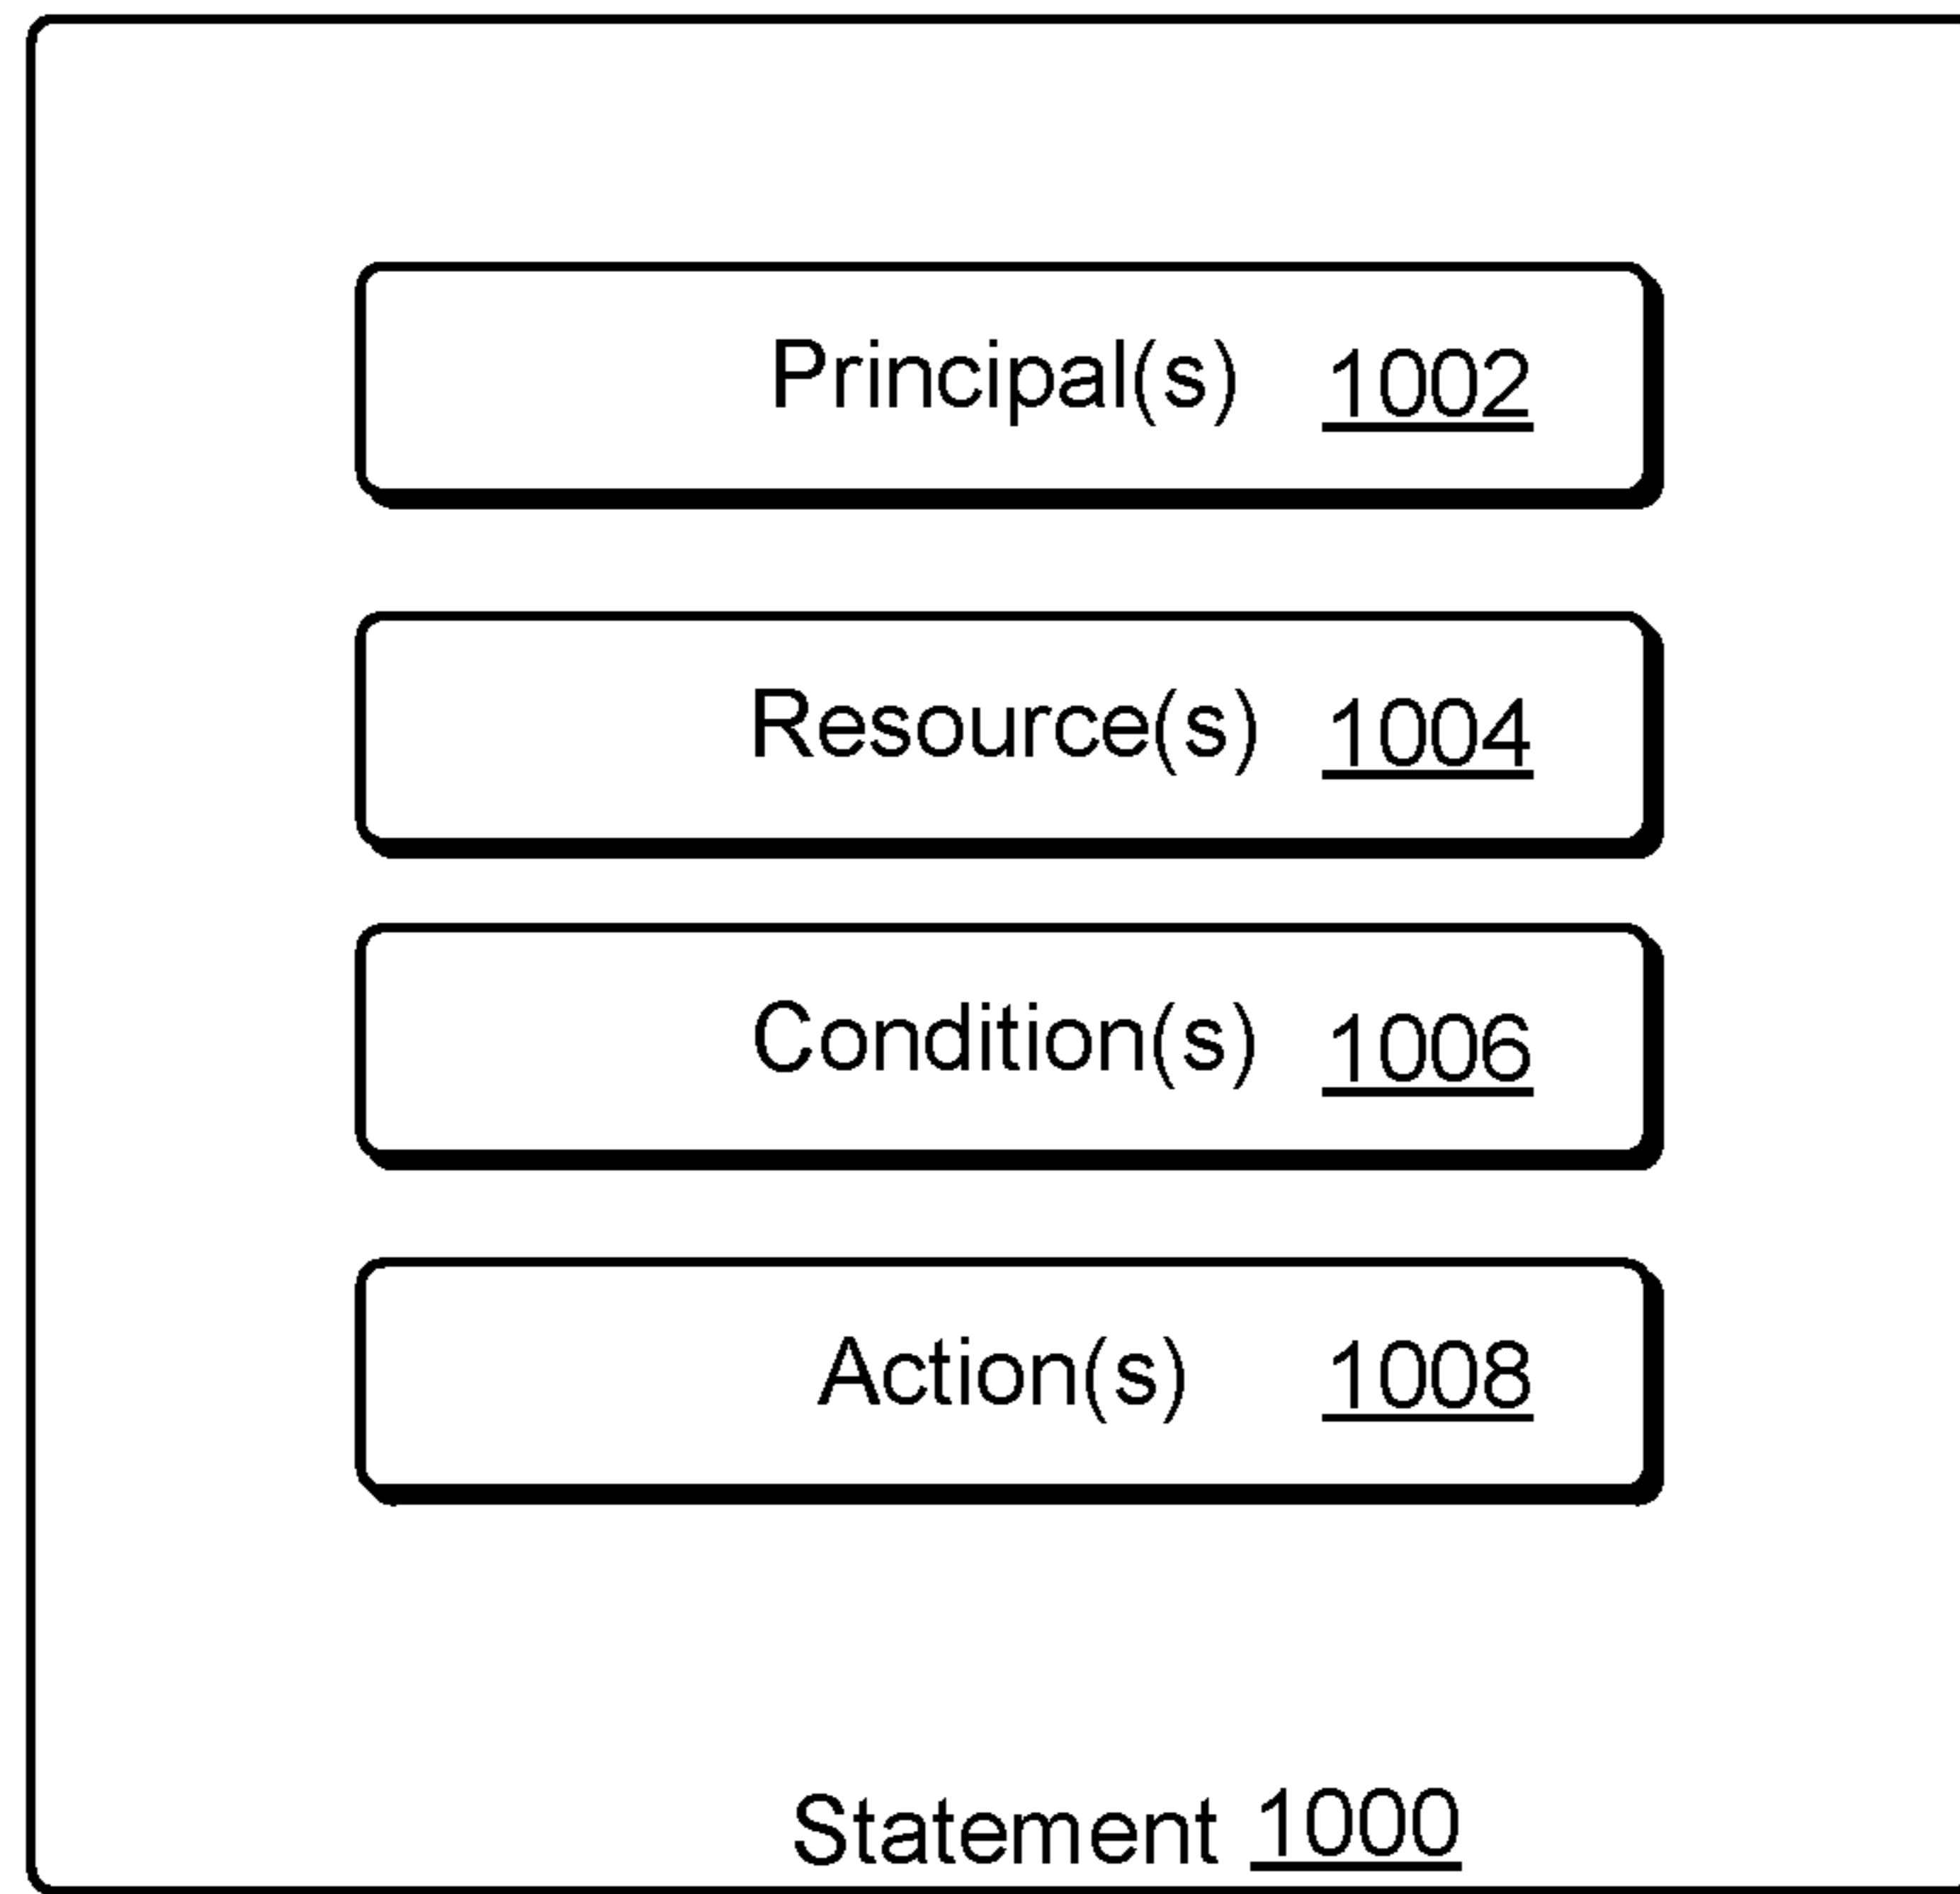 Principal(s) 1002
Resource(s) 1004
Condition(s) 1006
Action(s) 1008
Statement 1000